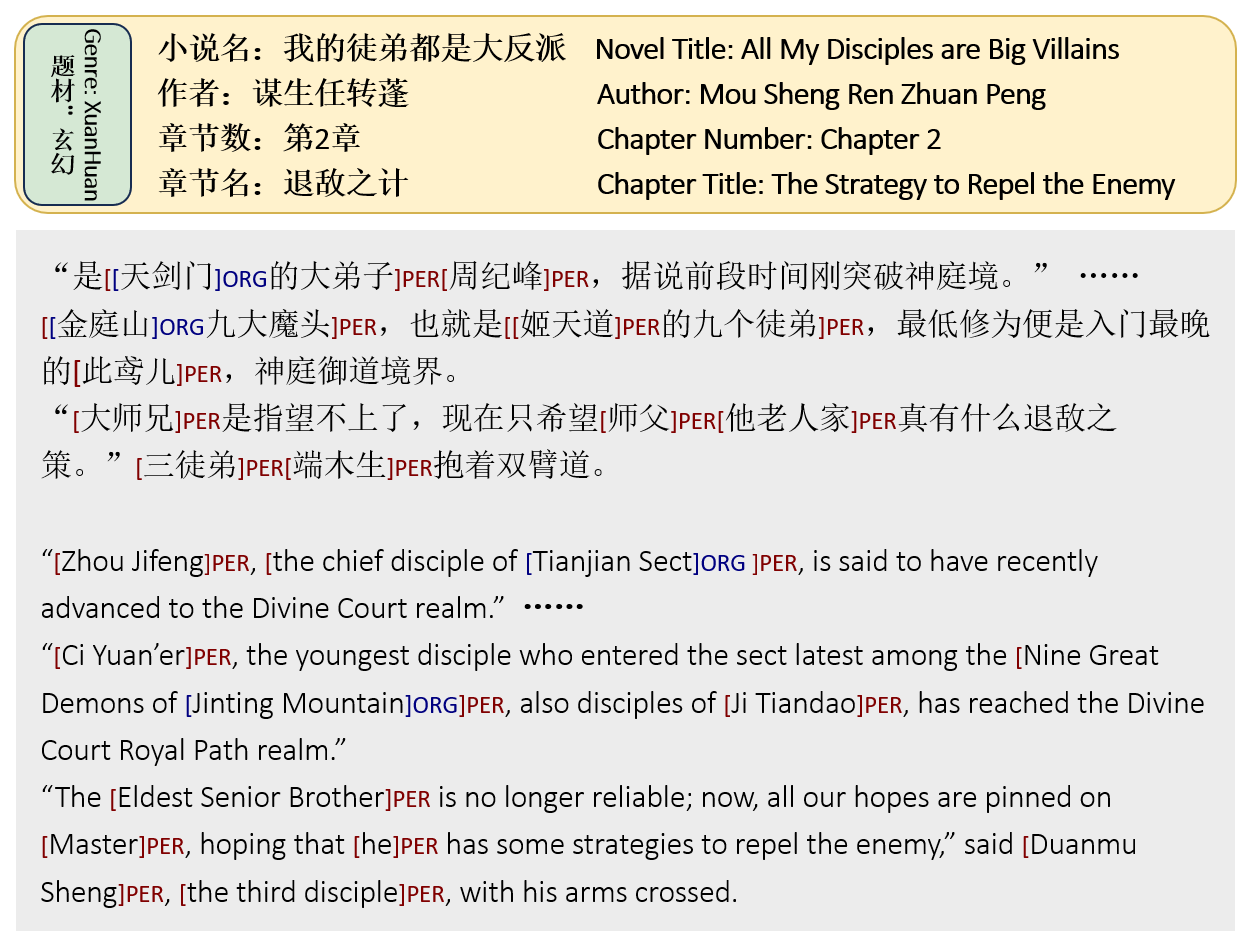 题材：玄幻
Genre: XuanHuan
小说名：我的徒弟都是大反派 Novel Title: All My Disciples are Big Villains
作者：谋生任转蓬 Author: Mou Sheng Ren Zhuan Peng
章节数：第2章 Chapter Number: Chapter 2
章节名：退敌之计 Chapter Title: The Strategy to Repel the Enemy
“是[[天剑门]ORG的大弟子]PER[周纪峰]PER，据说前段时间刚突破神庭境。” ······
[[金庭山]ORG九大魔头]PER，也就是[[姬天道]PER的九个徒弟]PER，最低修为便是入门最晚
的[此鸢儿]PER，神庭御道境界。
“[大师兄]PER是指望不上了，现在只希望[师父]PER[他老人家]PER真有什么退敌之
策。”[三徒弟]PER[端木生]PER抱着双臂道。
“[Zhou Jifeng]PER, [the chief disciple of [Tianjian Sect]ORG ]PER, is said to have recently
advanced to the Divine Court realm.” ······
“[Ci Yuan’er]PER, the youngest disciple who entered the sect latest among the [Nine Great
Demons of [Jinting Mountain]ORG]PER, also disciples of [Ji Tiandao]PER, has reached the Divine
Court Royal Path realm.”
“The [Eldest Senior Brother]PER is no longer reliable; now, all our hopes are pinned on
[Master]PER, hoping that [he]PER has some strategies to repel the enemy,” said [Duanmu
Sheng]PER, [the third disciple]PER, with his arms crossed.